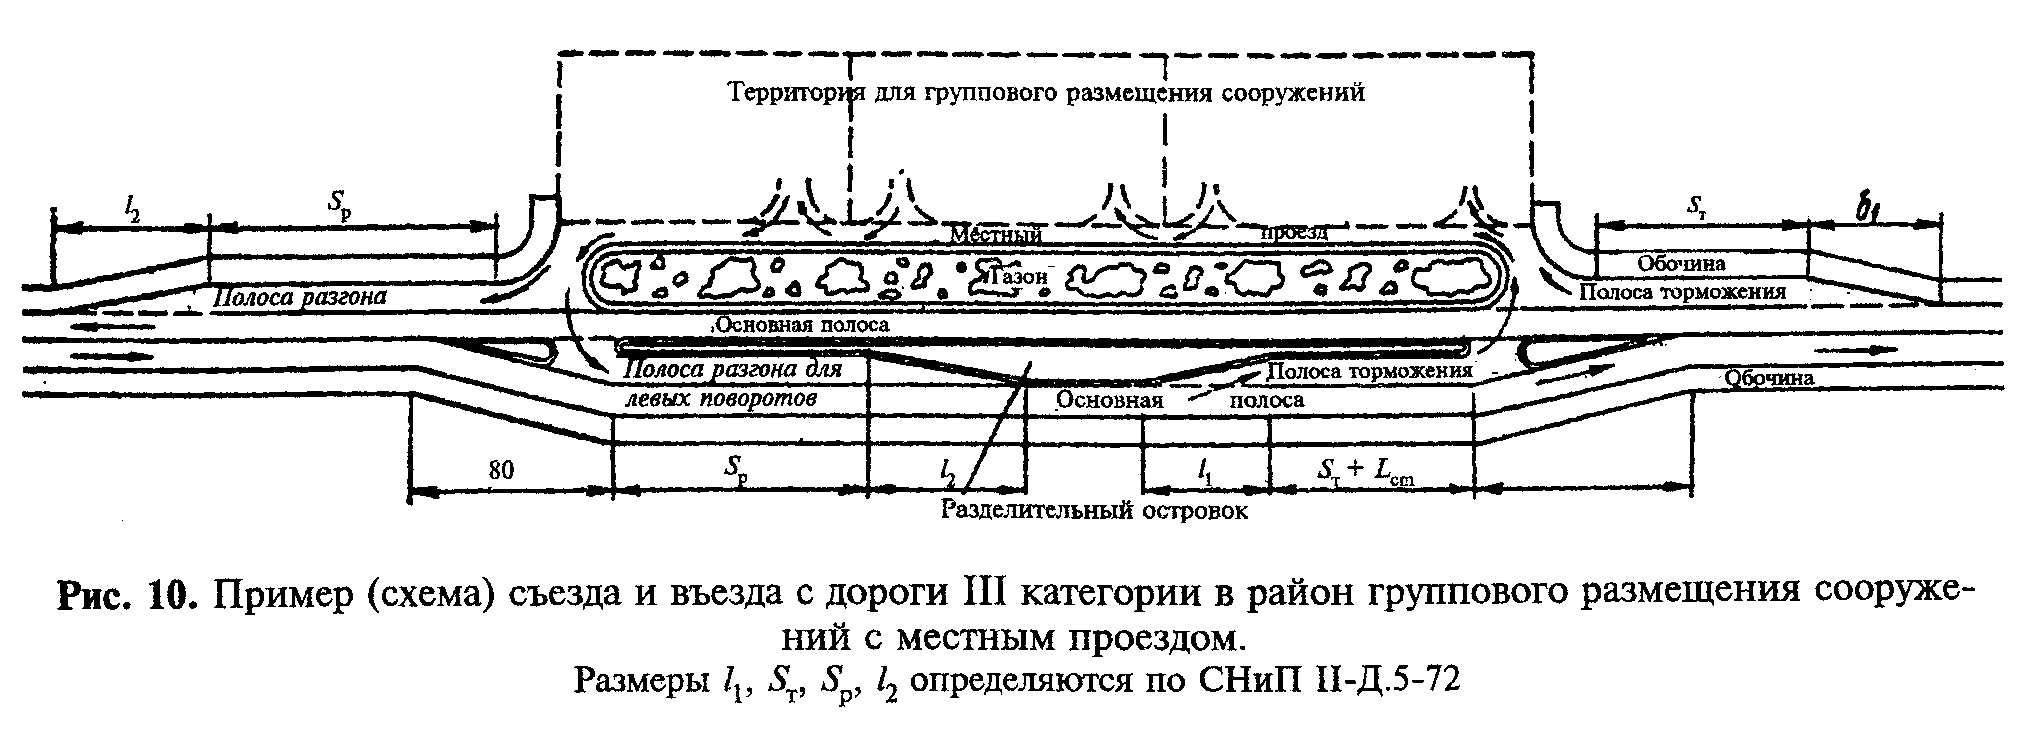 Территория для группового размещения сооружений
l₂ Sр Sт б₁
Местный проезд
Газон
Обочина
Полоса разгона
Полоса торможения
Основная полоса
Полоса разгона для левых поворотов
Полоса торможения
Основная полоса
Обочина
80 Sр l₂ l₁ Sт + Lст
Разделительный островок
Рис. 10. Пример (схема) съезда и въезда с дороги III категории в район группового размещения сооруже-
ний с местным проездом.
Размеры l₁, Sт, Sр, l₂ определяются по СНиП II-Д.5-72